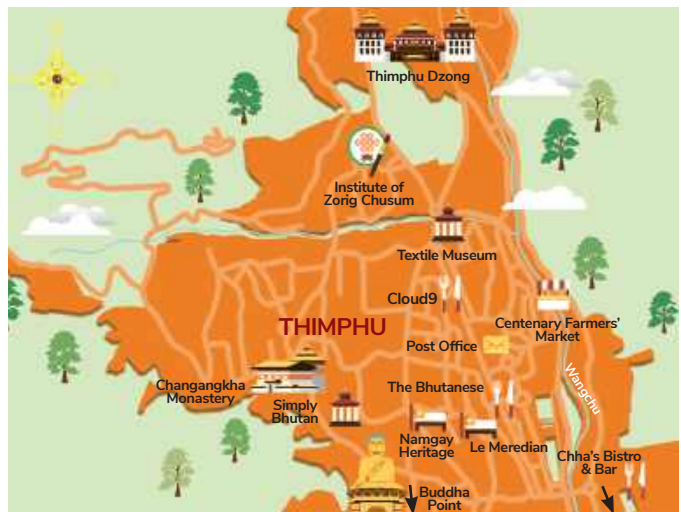 Thimphu Dzong
Institute of
Zorig Chusum
Textile Museum
Cloud9
Centenary Farmers'
Market
THIMPHU
Post Office
Wangchu
Changangkha
Monastery
Simply
Bhutan
The Bhutanese
Namgay
Heritage
Le Meredian
Chha's Bistro
& Bar
Buddha
Point